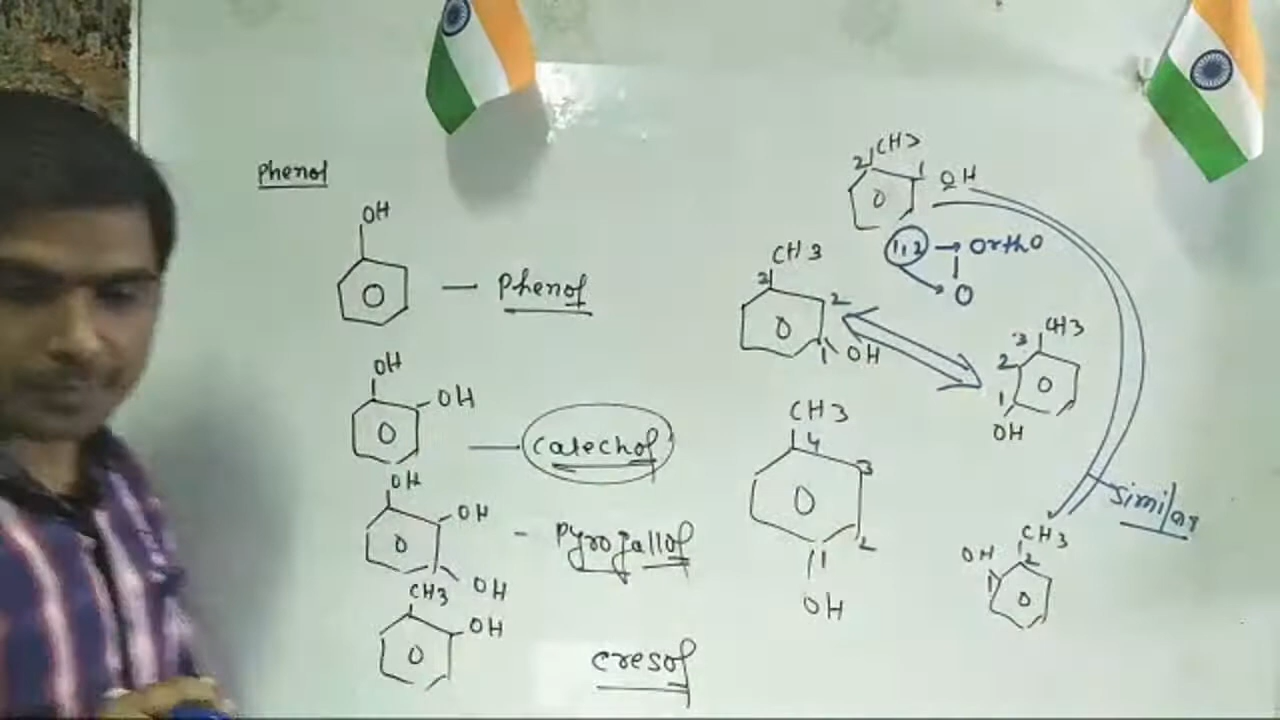 Phenol
OH
Phenol
OH
OH
Catechol
OH
OH
OH
Pyrogallol
CH3
OH
Cresol
CH3
2
1
OH
1,2 → Ortho
O
CH3
3
2
1
OH
CH3
3
2
1
OH
CH3
4
3
2
1
OH
Similar
CH3
OH
2
1